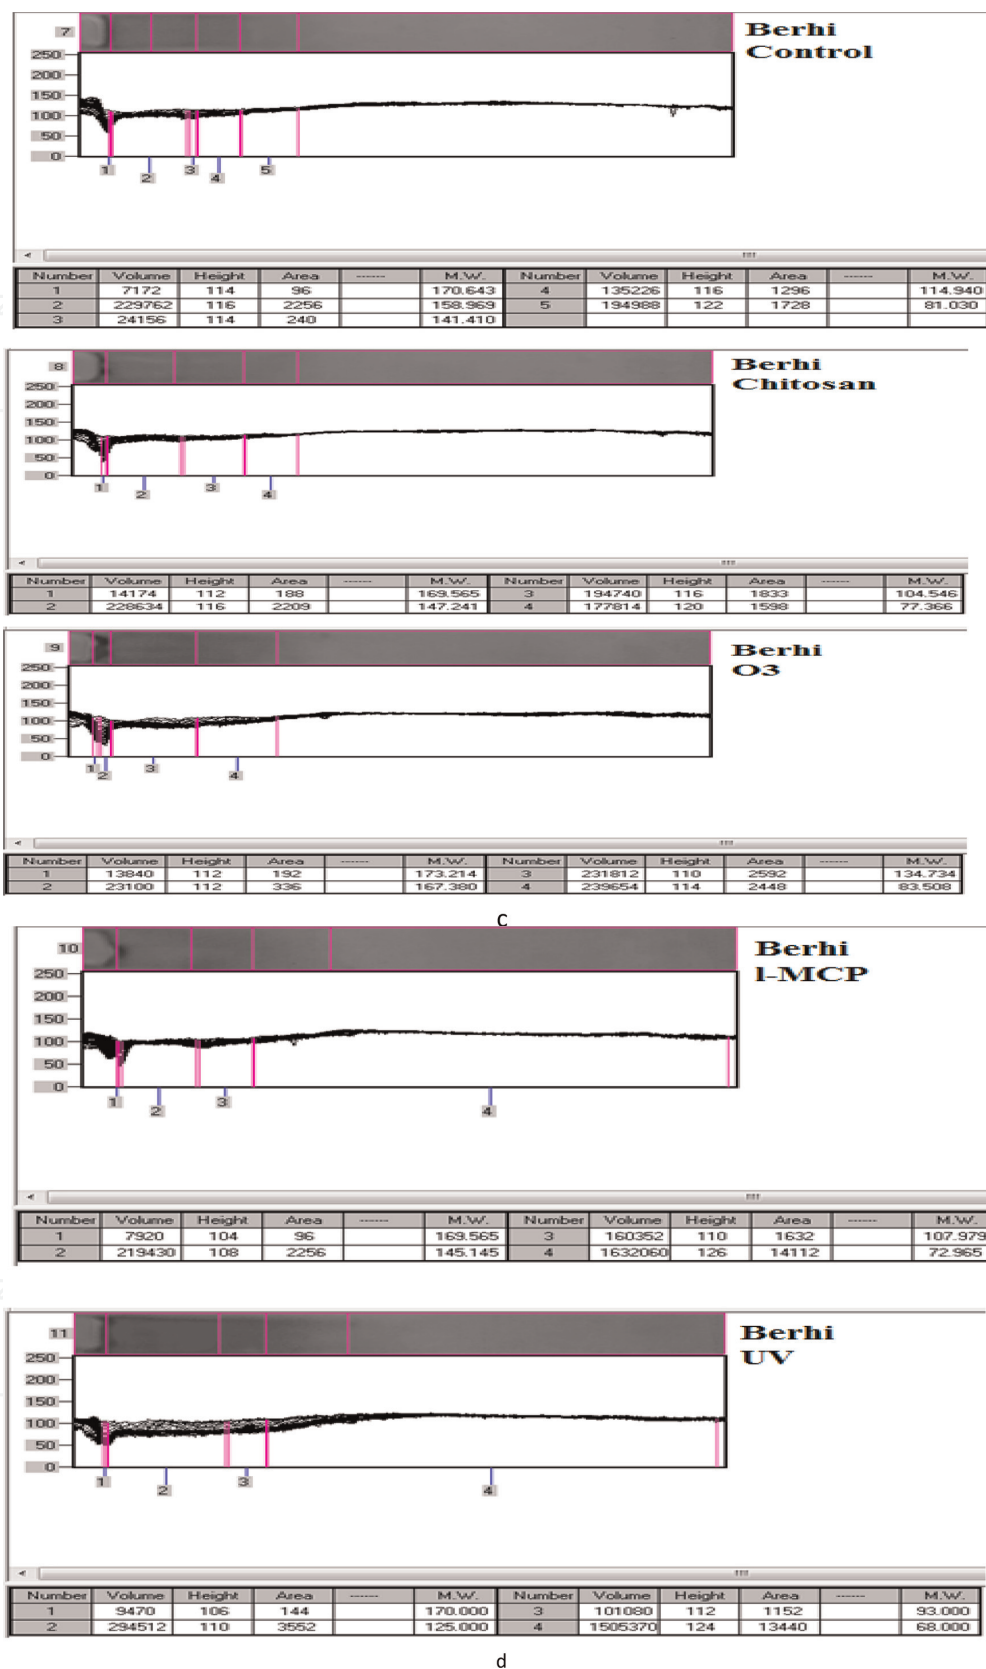 7
Berhi
Control
250
200
150
100
50
0
1 2 3 4 5
Number Volume Height Area ------ M.W. Number Volume Height Area ------ M.W.
1 7172 114 96 170.643 4 135226 116 1296 114.940
2 229762 116 2256 158.969 5 194988 122 1728 81.030
3 24156 114 240 141.410
8
Berhi
Chitosan
250
200
150
100
50
0
1 2 3 4
Number Volume Height Area ------ M.W. Number Volume Height Area ------ M.W.
1 14174 112 188 169.565 3 194740 116 1833 104.546
2 228634 116 2209 147.241 4 177814 120 1598 77.366
9
Berhi
O3
250
200
150
100
50
0
1 2 3 4
Number Volume Height Area ------ M.W. Number Volume Height Area ------ M.W.
1 13840 112 192 173.214 3 231812 110 2592 134.734
2 23100 112 336 167.380 4 239654 114 2448 83.508
c
10
Berhi
l-MCP
250
200
150
100
50
0
1 2 3 4
Number Volume Height Area ------ M.W. Number Volume Height Area ------ M.W.
1 7920 104 96 169.565 3 160352 110 1632 107.979
2 219430 108 2256 145.145 4 1632060 126 14112 72.965
11
Berhi
UV
250
200
150
100
50
0
1 2 3 4
Number Volume Height Area ------ M.W. Number Volume Height Area ------ M.W.
1 9470 106 144 170.000 3 101080 112 1152 93.000
2 294512 110 3552 125.000 4 1505370 124 13440 68.000
d